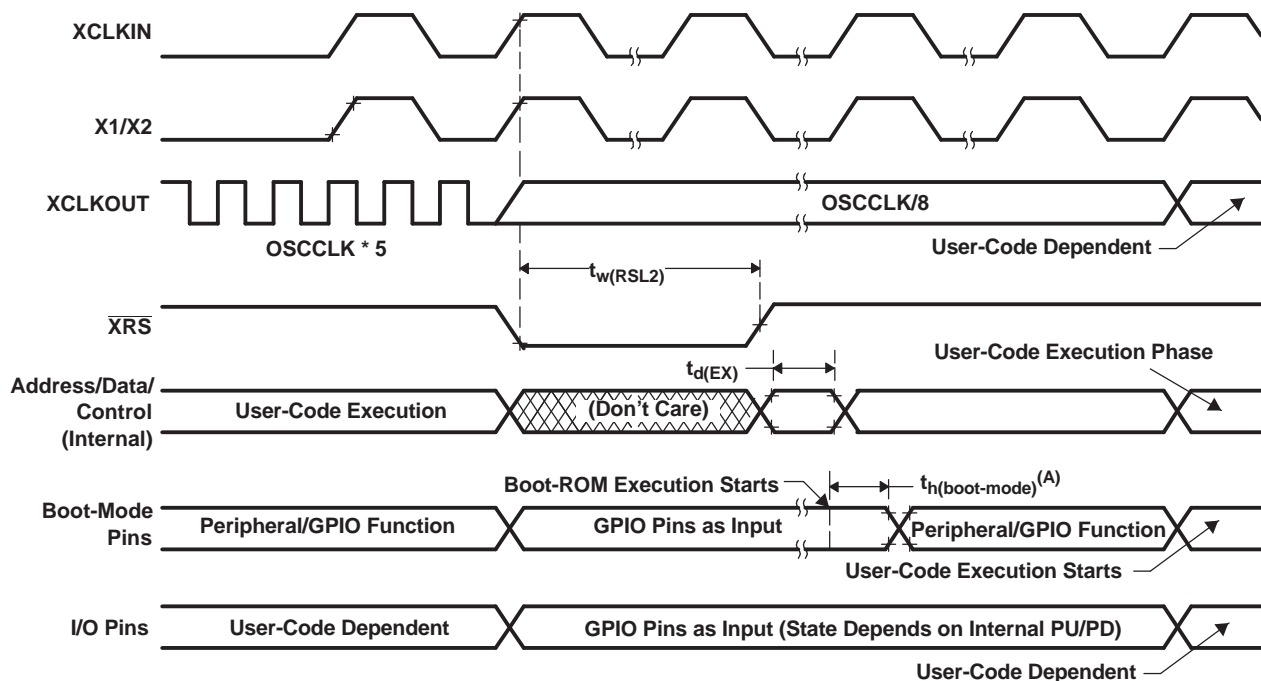 XCLKIN
X1/X2
XCLKOUT
OSCCLK * 5
OSCCLK/8
User-Code Dependent
tw(RSL2)
XRS
td(EX)
User-Code Execution Phase
Address/Data/
Control
(Internal)
User-Code Execution
(Don't Care)
Boot-ROM Execution Starts
th(boot-mode)(A)
Boot-Mode
Pins
Peripheral/GPIO Function
GPIO Pins as Input
Peripheral/GPIO Function
User-Code Execution Starts
I/O Pins
User-Code Dependent
GPIO Pins as Input (State Depends on Internal PU/PD)
User-Code Dependent